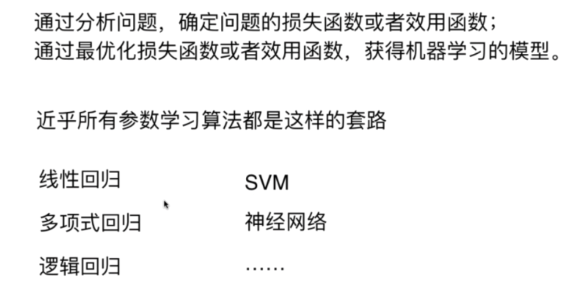 通过分析问题，确定问题的损失函数或者效用函数；
通过最优化损失函数或者效用函数，获得机器学习的模型。
近乎所有参数学习算法都是这样的套路
线性回归 SVM
多项式回归 神经网络
逻辑回归 ……